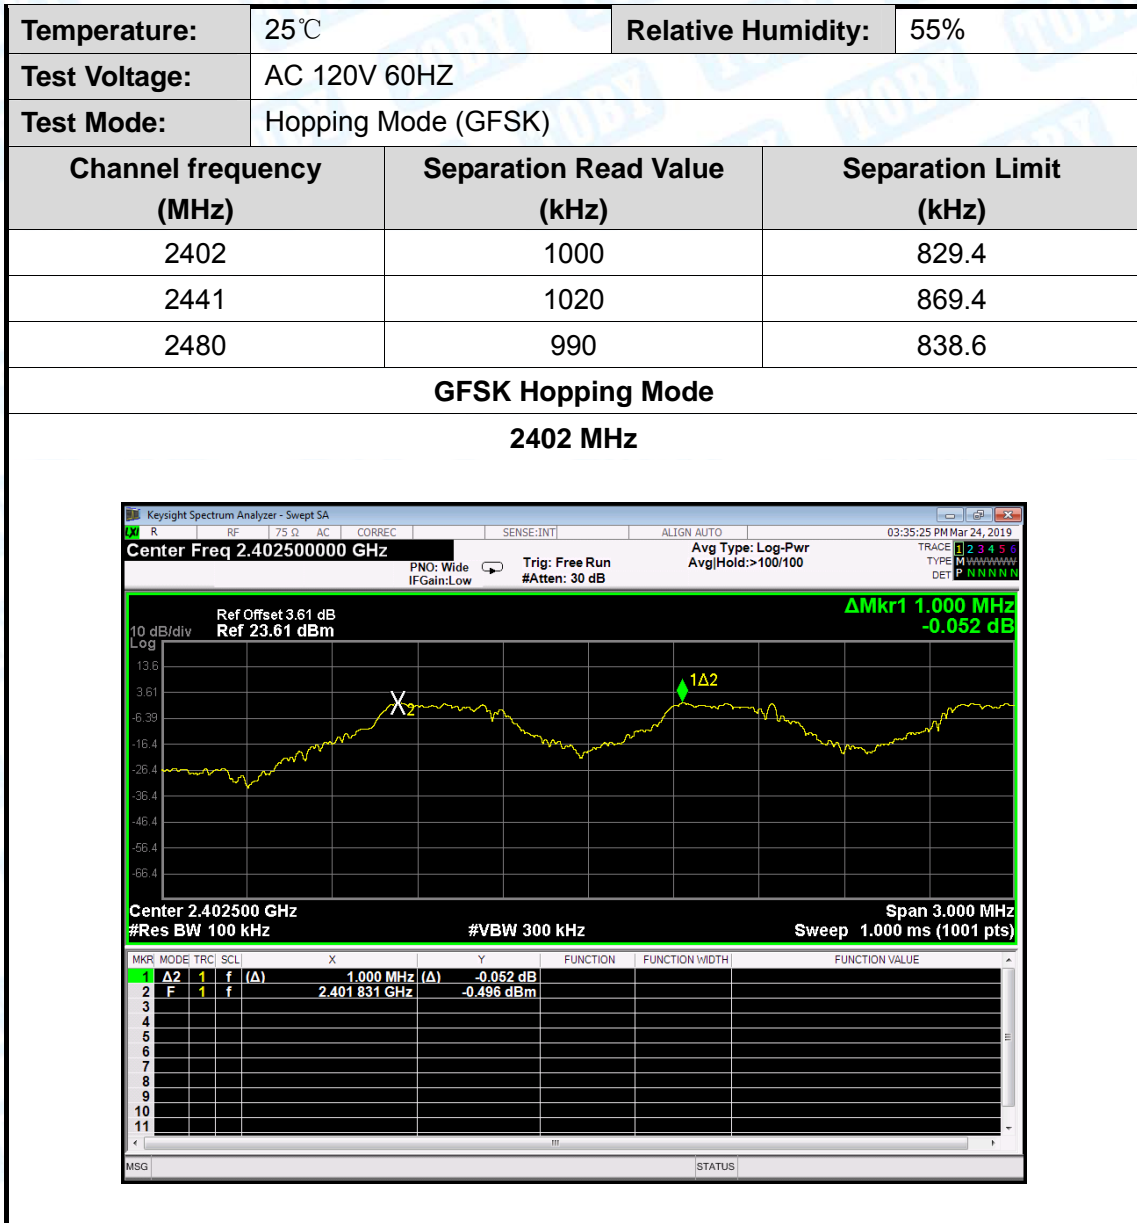 Temperature: 25℃ Relative Humidity: 55%
Test Voltage: AC 120V 60HZ
Test Mode: Hopping Mode (GFSK)
Channel frequency (MHz) Separation Read Value (kHz) Separation Limit (kHz)
2402 1000 829.4
2441 1020 869.4
2480 990 838.6
GFSK Hopping Mode
2402 MHz
Keysight Spectrum Analyzer - Swept SA
LXI R RF 75 Ω AC CORREC SENSE:INT ALIGN AUTO 03:35:25 PM Mar 24, 2019
Center Freq 2.402500000 GHz Avg Type: Log-Pwr TRACE 1 2 3 4 5 6
PNO: Wide Trig: Free Run Avg|Hold:>100/100 TYPE M WWWWW
IFGain:Low #Atten: 30 dB DET P N N N N N
ΔMkr1 1.000 MHz
-0.052 dB
Ref Offset 3.61 dB
10 dB/div Ref 23.61 dBm
Log
13.6
1Δ2
3.61
2
-6.39
-16.4
-26.4
-36.4
-46.4
-56.4
-66.4
Center 2.402500 GHz Span 3.000 MHz
#Res BW 100 kHz #VBW 300 kHz Sweep 1.000 ms (1001 pts)
MKR MODE TRC SCL X Y FUNCTION FUNCTION WIDTH FUNCTION VALUE
1 Δ2 1 f (Δ) 1.000 MHz (Δ) -0.052 dB
2 F 1 f 2.401 831 GHz -0.496 dBm
3
4
5
6
7
8
9
10
11
MSG STATUS
TOBY